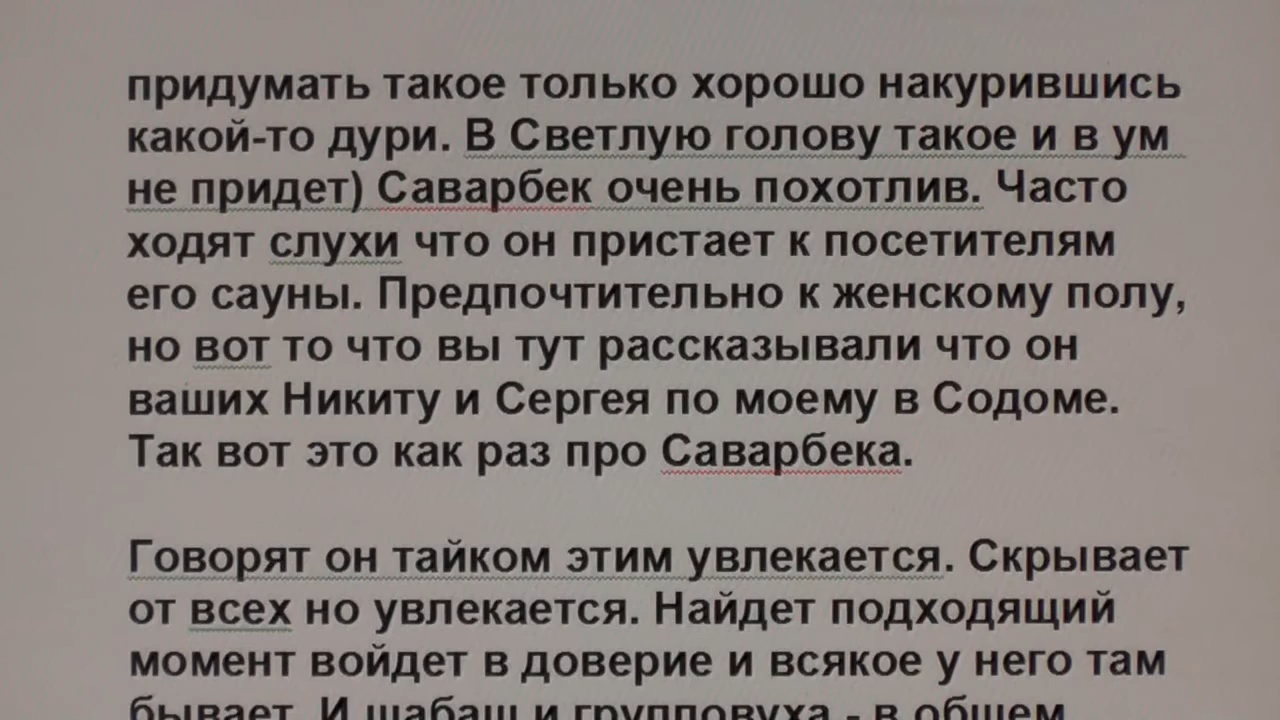 придумать такое только хорошо накурившись
какой-то дури. В Светлую голову такое и в ум
не придет) Саварбек очень похотлив. Часто
ходят слухи что он пристает к посетителям
его сауны. Предпочтительно к женскому полу,
но вот то что вы тут рассказывали что он
ваших Никиту и Сергея по моему в Содоме.
Так вот это как раз про Саварбека.
Говорят он тайком этим увлекается. Скрывает
от всех но увлекается. Найдет подходящий
момент войдет в доверие и всякое у него там
бывает. И шабаш и групповуха - в общем